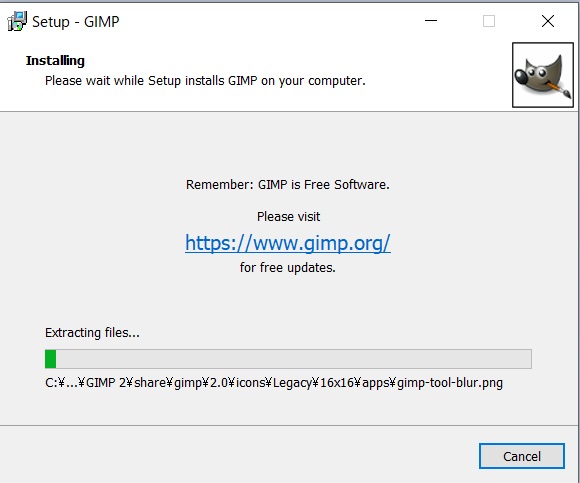 Setup - GIMP
Installing
Please wait while Setup installs GIMP on your computer.
Remember: GIMP is Free Software.
Please visit
https://www.gimp.org/
for free updates.
Extracting files...
C:¥...¥GIMP 2¥share¥gimp¥2.0¥icons¥Legacy¥16x16¥apps¥gimp-tool-blur.png
Cancel